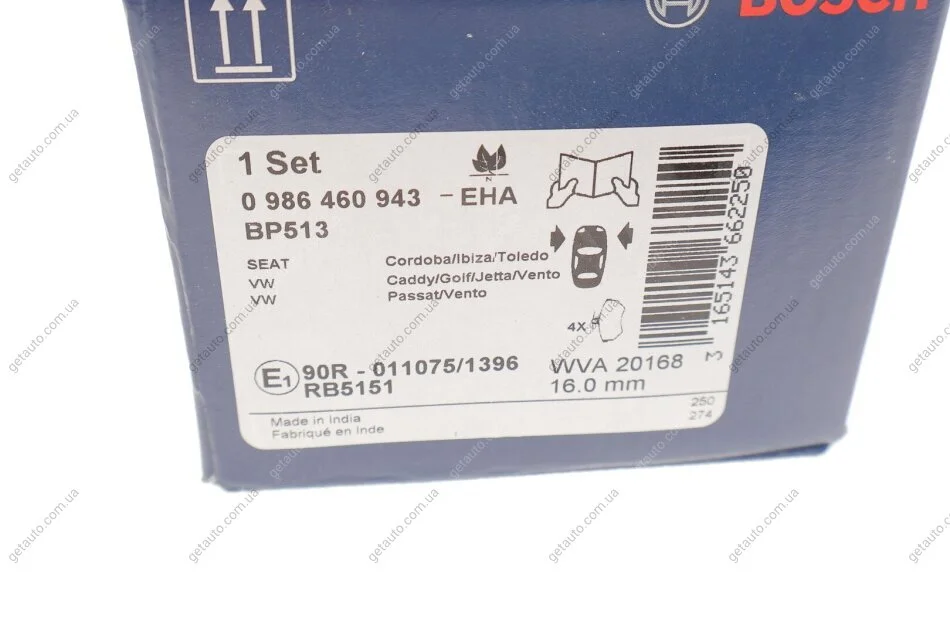 BOSCH
1 Set
0 986 460 943 - EHA
BP513
SEAT Cordoba/Ibiza/Toledo
VW Caddy/Golf/Jetta/Vento
VW Passat/Vento
4X
3 165143 662250
E1 90R - 011075/1396
RB5151
WVA 20168
16.0 mm
250
274
Made in India
Fabriqué en Inde
getauto.com.ua